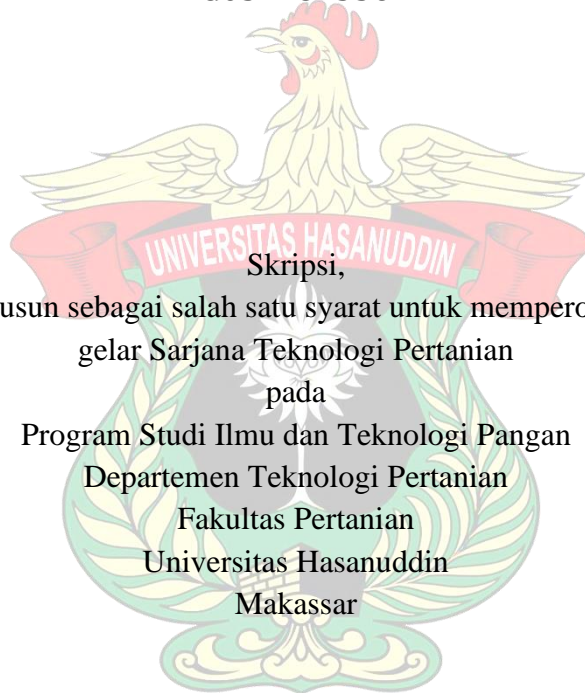 UNIVERSITAS HASANUDDIN
Skripsi,
usun sebagai salah satu syarat untuk mempero
gelar Sarjana Teknologi Pertanian
pada
Program Studi Ilmu dan Teknologi Pangan
Departemen Teknologi Pertanian
Fakultas Pertanian
Universitas Hasanuddin
Makassar